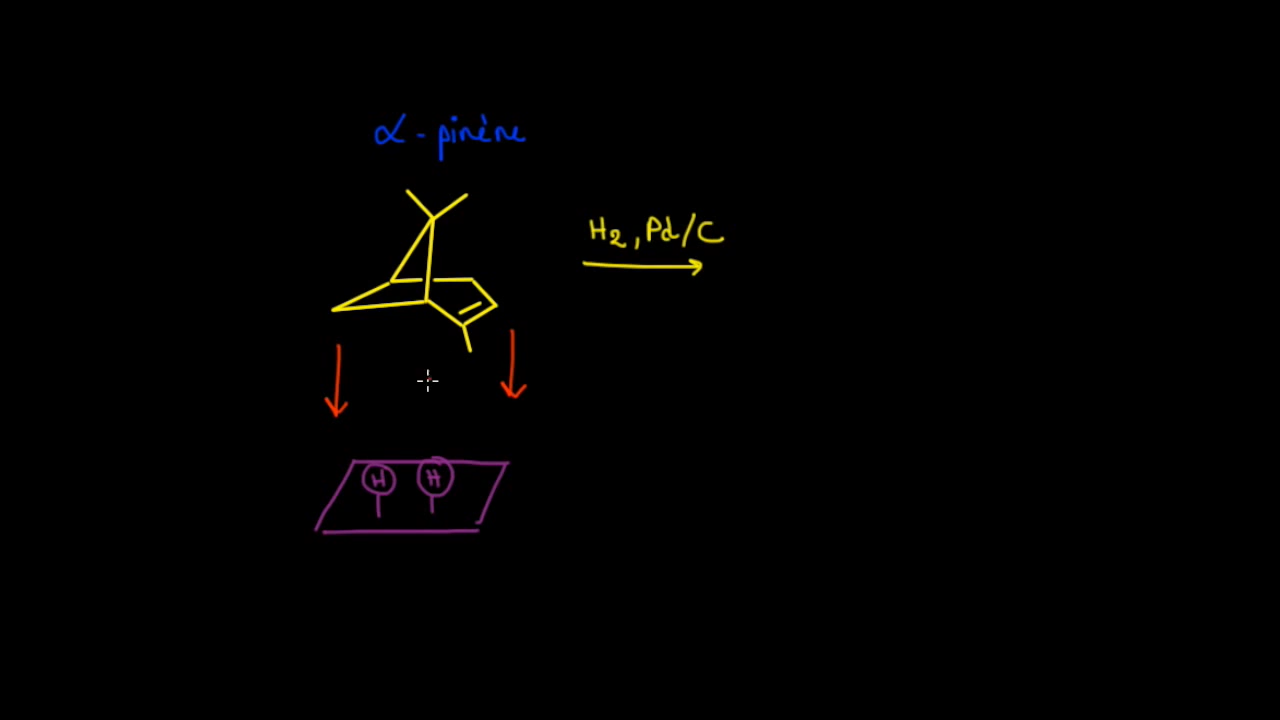 α-pinène
H₂, Pd/C
H H